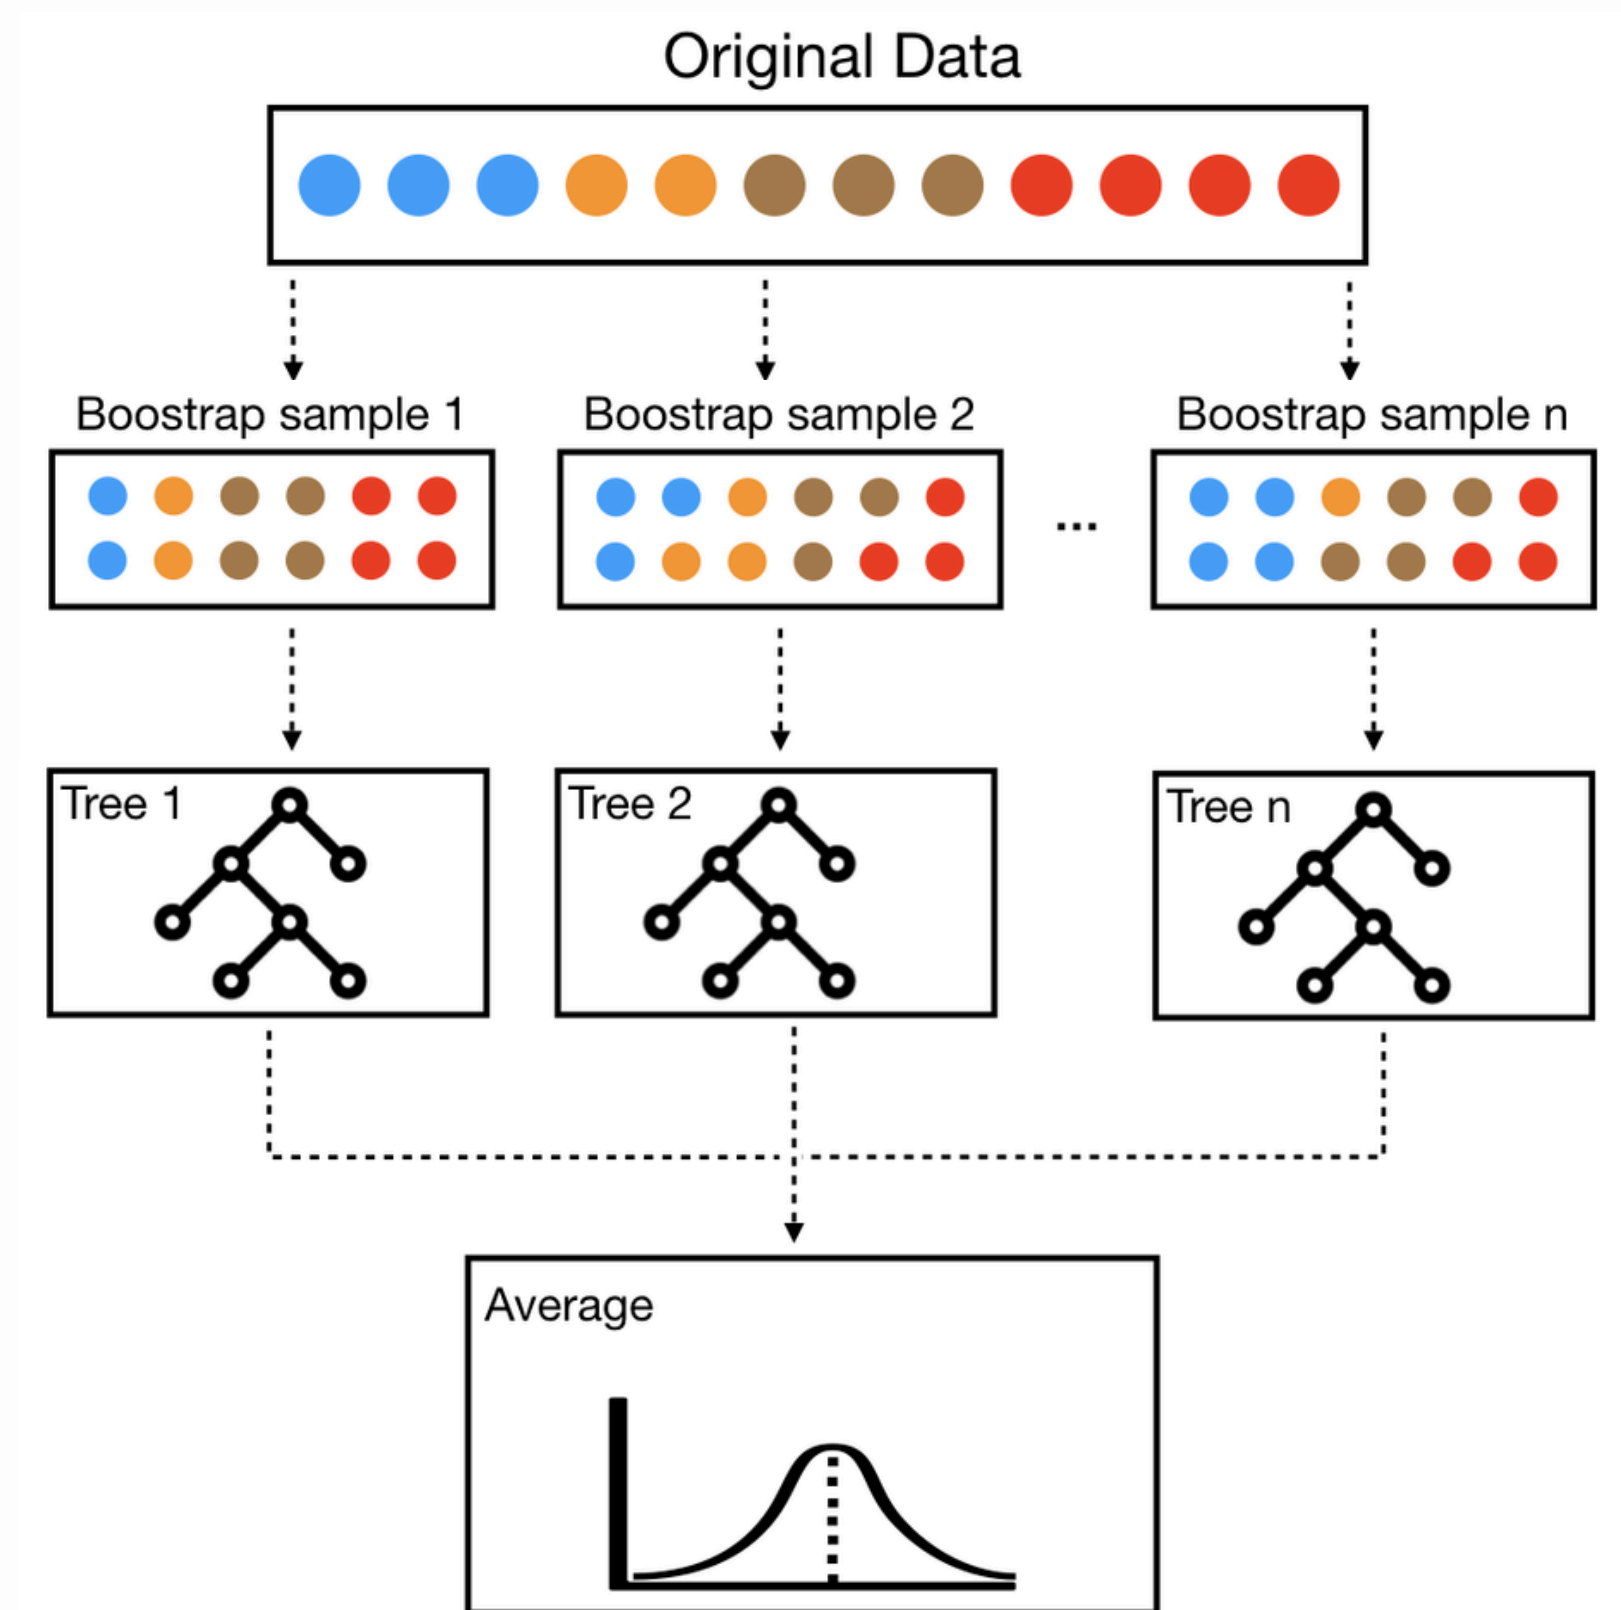 Original Data
Boostrap sample 1
Boostrap sample 2
...
Boostrap sample n
Tree 1
Tree 2
Tree n
Average